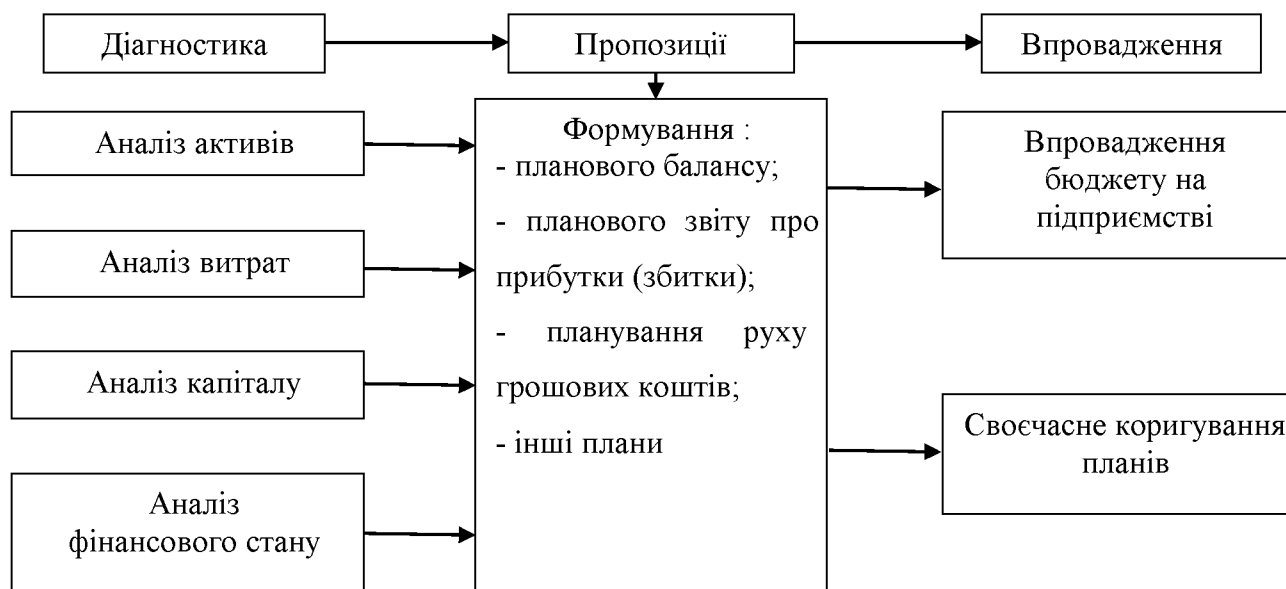 Діагностика
Пропозиції
Впровадження
Аналіз активів
Аналіз витрат
Аналіз капіталу
Аналіз
фінансового стану
Формування :
- планового балансу;
- планового звіту про
прибутки (збитки);
- планування руху
грошових коштів;
- інші плани
Впровадження
бюджету на
підприємстві
Своєчасне коригування
планів